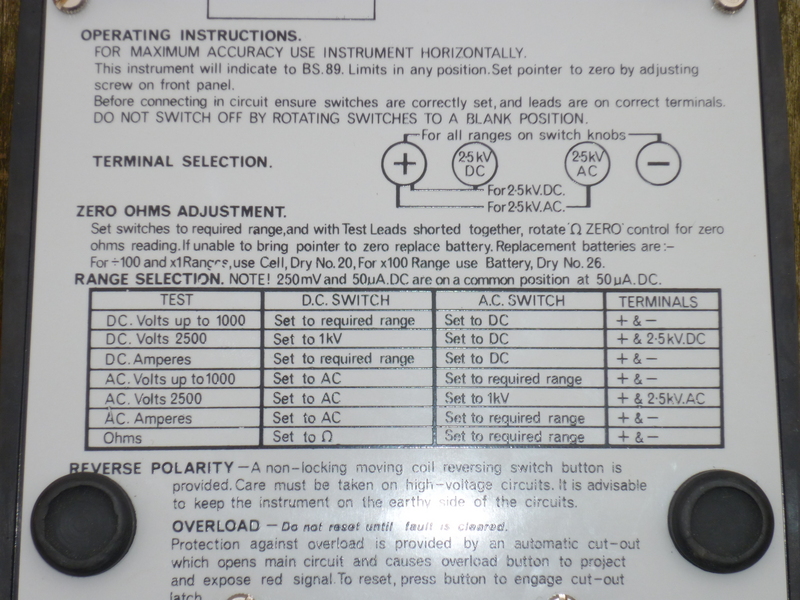 OPERATING INSTRUCTIONS.
FOR MAXIMUM ACCURACY USE INSTRUMENT HORIZONTALLY.
This instrument will indicate to BS.89. Limits in any position. Set pointer to zero by adjusting
screw on front panel.
Before connecting in circuit ensure switches are correctly set, and leads are on correct terminals.
DO NOT SWITCH OFF BY ROTATING SWITCHES TO A BLANK POSITION.
For all ranges on switch knobs
TERMINAL SELECTION. + 2·5kV DC 2·5kV AC −
For 2·5kV. DC.
For 2·5kV. AC.
ZERO OHMS ADJUSTMENT.
Set switches to required range, and with Test Leads shorted together, rotate 'Ω ZERO' control for zero
ohms reading. If unable to bring pointer to zero replace battery. Replacement batteries are :–
For ÷100 and x1 Ranges, use Cell, Dry No. 20, For x100 Range use Battery, Dry No. 26.
RANGE SELECTION. NOTE! 250mV and 50µA. DC are on a common position at 50µA. DC.
TEST D.C. SWITCH A.C. SWITCH TERMINALS
DC. Volts up to 1000 Set to required range Set to DC + & −
DC. Volts 2500 Set to 1kV Set to DC + & 2·5kV. DC
DC. Amperes Set to required range Set to DC + & −
AC. Volts up to 1000 Set to AC Set to required range + & −
AC. Volts 2500 Set to AC Set to 1kV + & 2·5kV. AC
AC. Amperes Set to AC Set to required range + & −
Ohms Set to Ω Set to required range + & −
REVERSE POLARITY – A non-locking moving coil reversing switch button is
provided. Care must be taken on high-voltage circuits. It is advisable
to keep the instrument on the earthy side of the circuits.
OVERLOAD – Do not reset until fault is cleared.
Protection against overload is provided by an automatic cut-out
which opens main circuit and causes overload button to project
and expose red signal. To reset, press button to engage cut-out
latch.